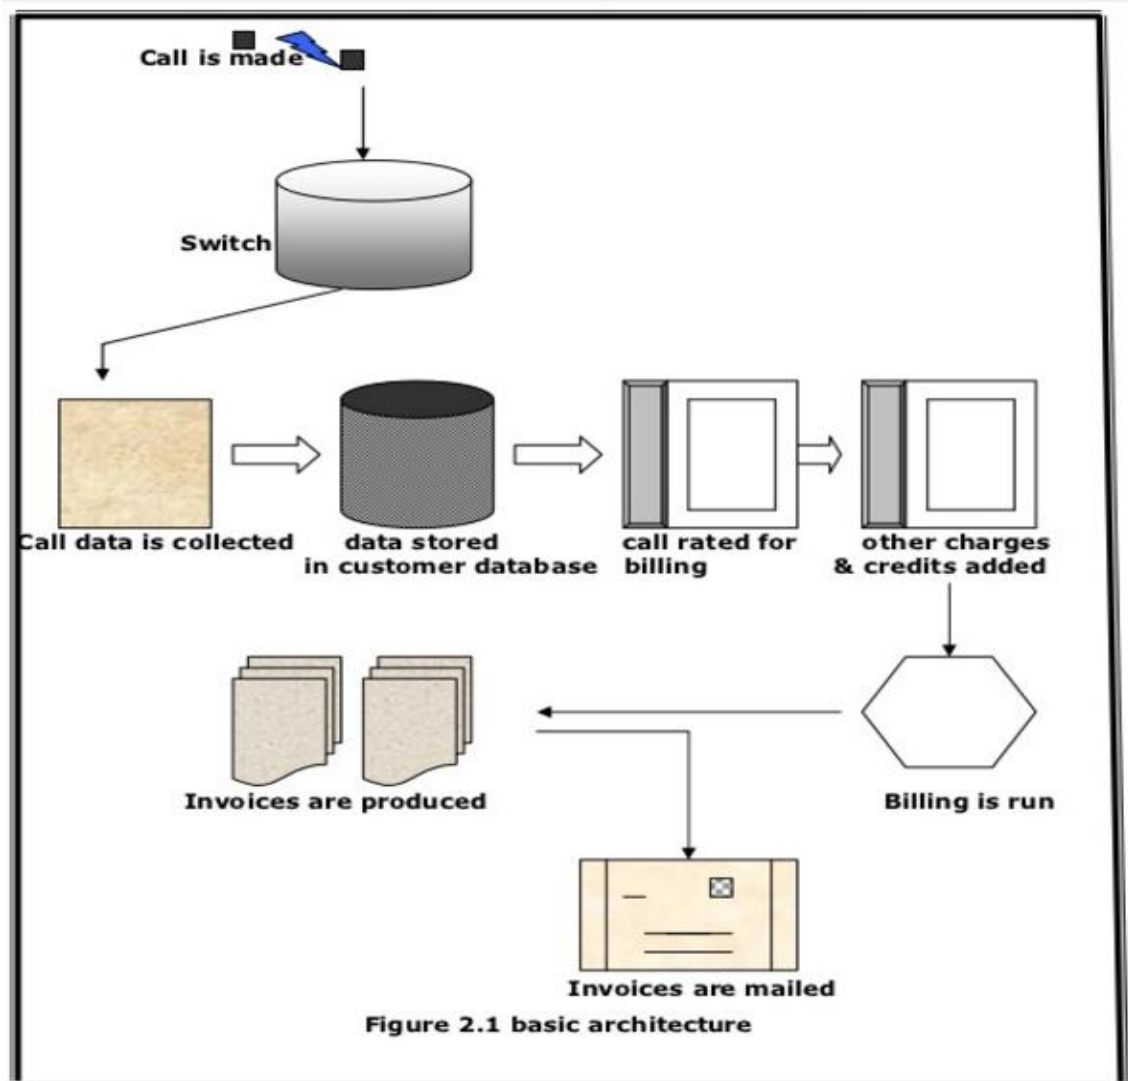 Call is made
Switch
Call data is collected
data stored
in customer database
call rated for
billing
other charges
& credits added
Invoices are produced
Billing is run
Invoices are mailed
Figure 2.1 basic architecture